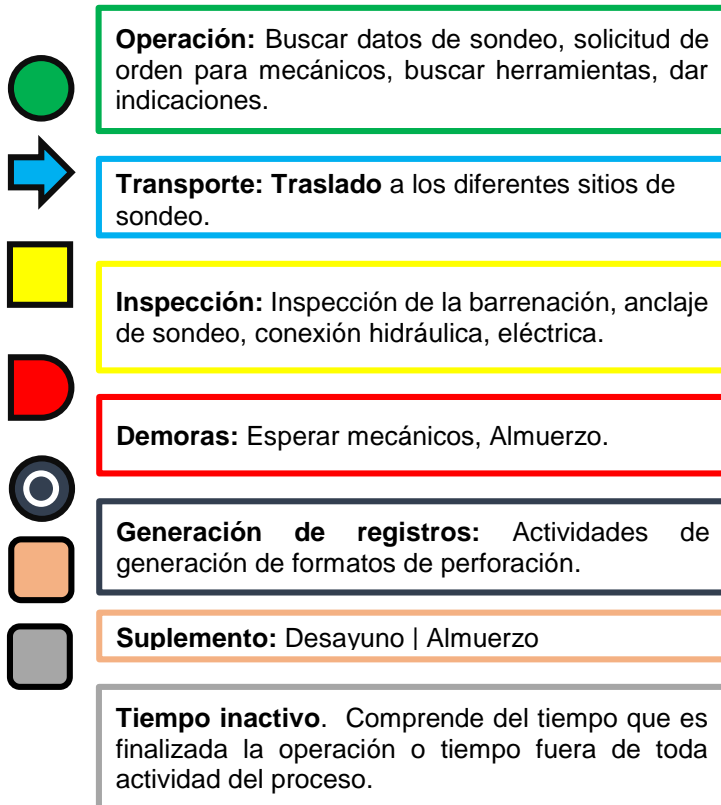 Operación: Buscar datos de sondeo, solicitud de
orden para mecánicos, buscar herramientas, dar
indicaciones.
Transporte: Traslado a los diferentes sitios de
sondeo.
Inspección: Inspección de la barrenación, anclaje
de sondeo, conexión hidráulica, eléctrica.
Demoras: Esperar mecánicos, Almuerzo.
Generación de registros: Actividades de
generación de formatos de perforación.
Suplemento: Desayuno | Almuerzo
Tiempo inactivo. Comprende del tiempo que es
finalizada la operación o tiempo fuera de toda
actividad del proceso.